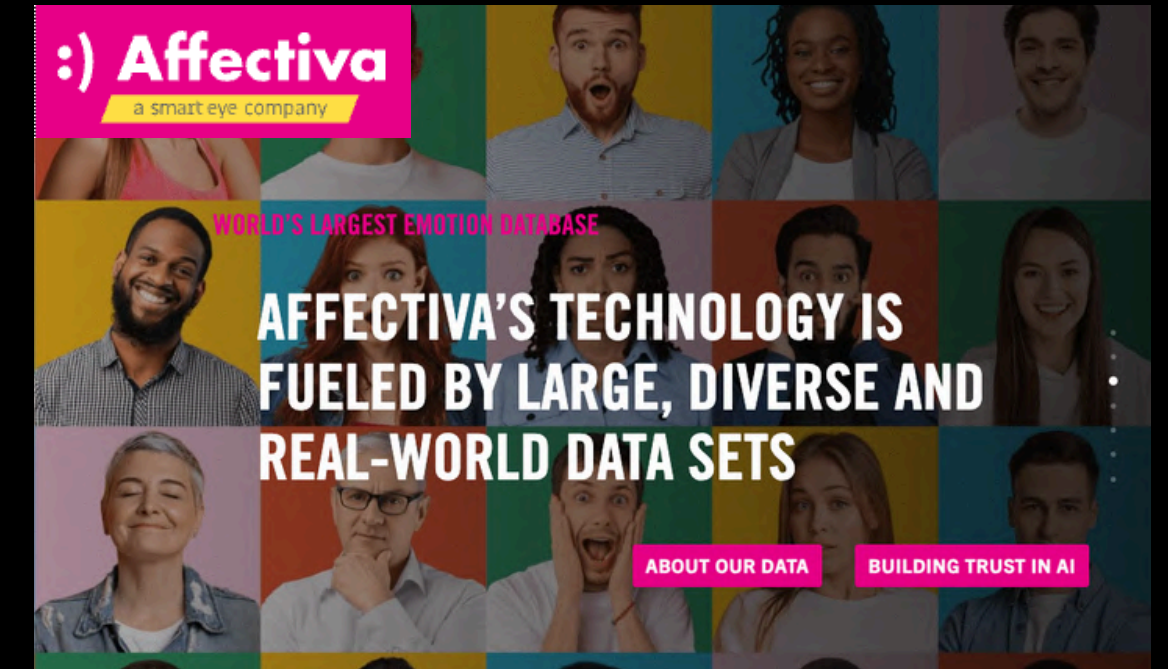 :) Affectiva
a smart eye company
WORLD'S LARGEST EMOTION DATABASE
AFFECTIVA'S TECHNOLOGY IS
FUELED BY LARGE, DIVERSE AND
REAL-WORLD DATA SETS
ABOUT OUR DATA
BUILDING TRUST IN AI